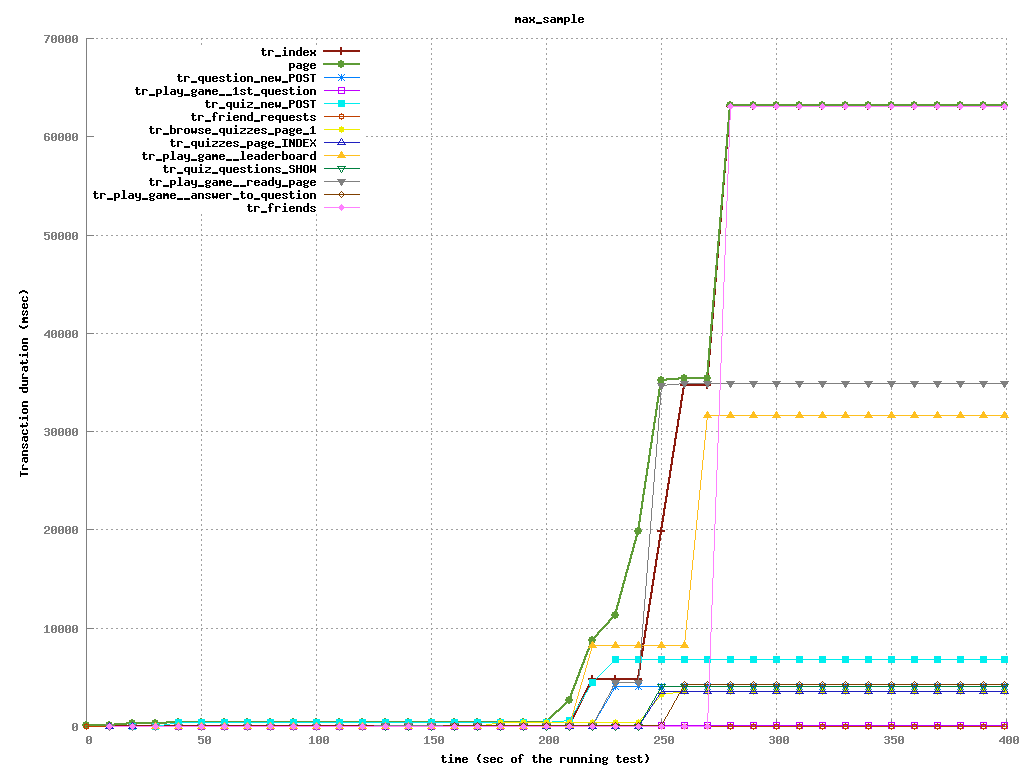 max_sample
70000
60000
50000
40000
30000
20000
10000
0
Transaction duration (msec)
tr_index
page
tr_question_new_POST
tr_play_game__1st_question
tr_quiz_new_POST
tr_friend_requests
tr_browse_quizzes_page_1
tr_quizzes_page_INDEX
tr_play_game__leaderboard
tr_quiz_questions_SHOW
tr_play_game__ready_page
tr_play_game__answer_to_question
tr_friends
0 50 100 150 200 250 300 350 400
time (sec of the running test)